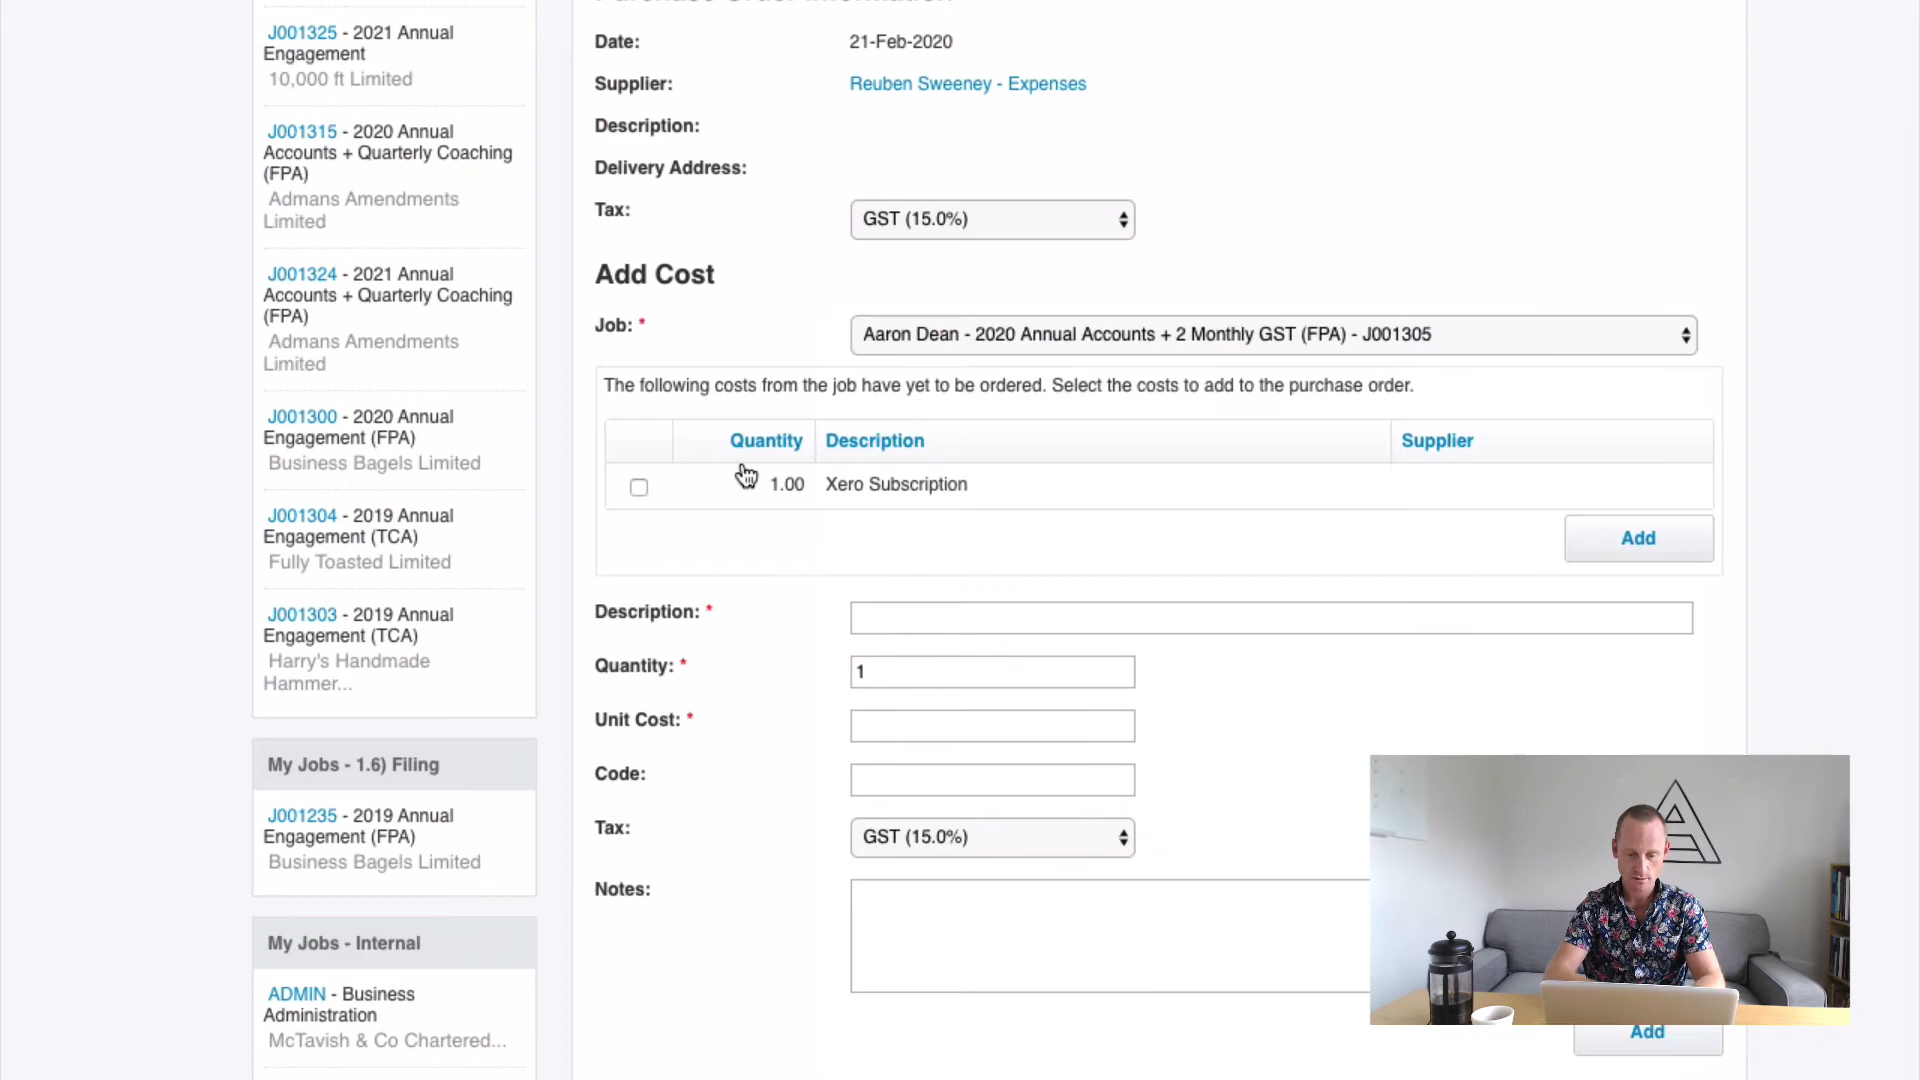 J001325 - 2021 Annual
Engagement
10,000 ft Limited
J001315 - 2020 Annual
Accounts + Quarterly Coaching
(FPA)
Admans Amendments
Limited
J001324 - 2021 Annual
Accounts + Quarterly Coaching
(FPA)
Admans Amendments
Limited
J001300 - 2020 Annual
Engagement (FPA)
Business Bagels Limited
J001304 - 2019 Annual
Engagement (TCA)
Fully Toasted Limited
J001303 - 2019 Annual
Engagement (TCA)
Harry's Handmade
Hammer...
My Jobs - 1.6) Filing
J001235 - 2019 Annual
Engagement (FPA)
Business Bagels Limited
My Jobs - Internal
ADMIN - Business
Administration
McTavish & Co Chartered...
Purchase Order Information
Date: 21-Feb-2020
Supplier: Reuben Sweeney - Expenses
Description:
Delivery Address:
Tax: GST (15.0%)
Add Cost
Job: * Aaron Dean - 2020 Annual Accounts + 2 Monthly GST (FPA) - J001305
The following costs from the job have yet to be ordered. Select the costs to add to the purchase order.
Quantity Description Supplier
1.00 Xero Subscription
Add
Description: *
Quantity: * 1
Unit Cost: *
Code:
Tax: GST (15.0%)
Notes:
Add